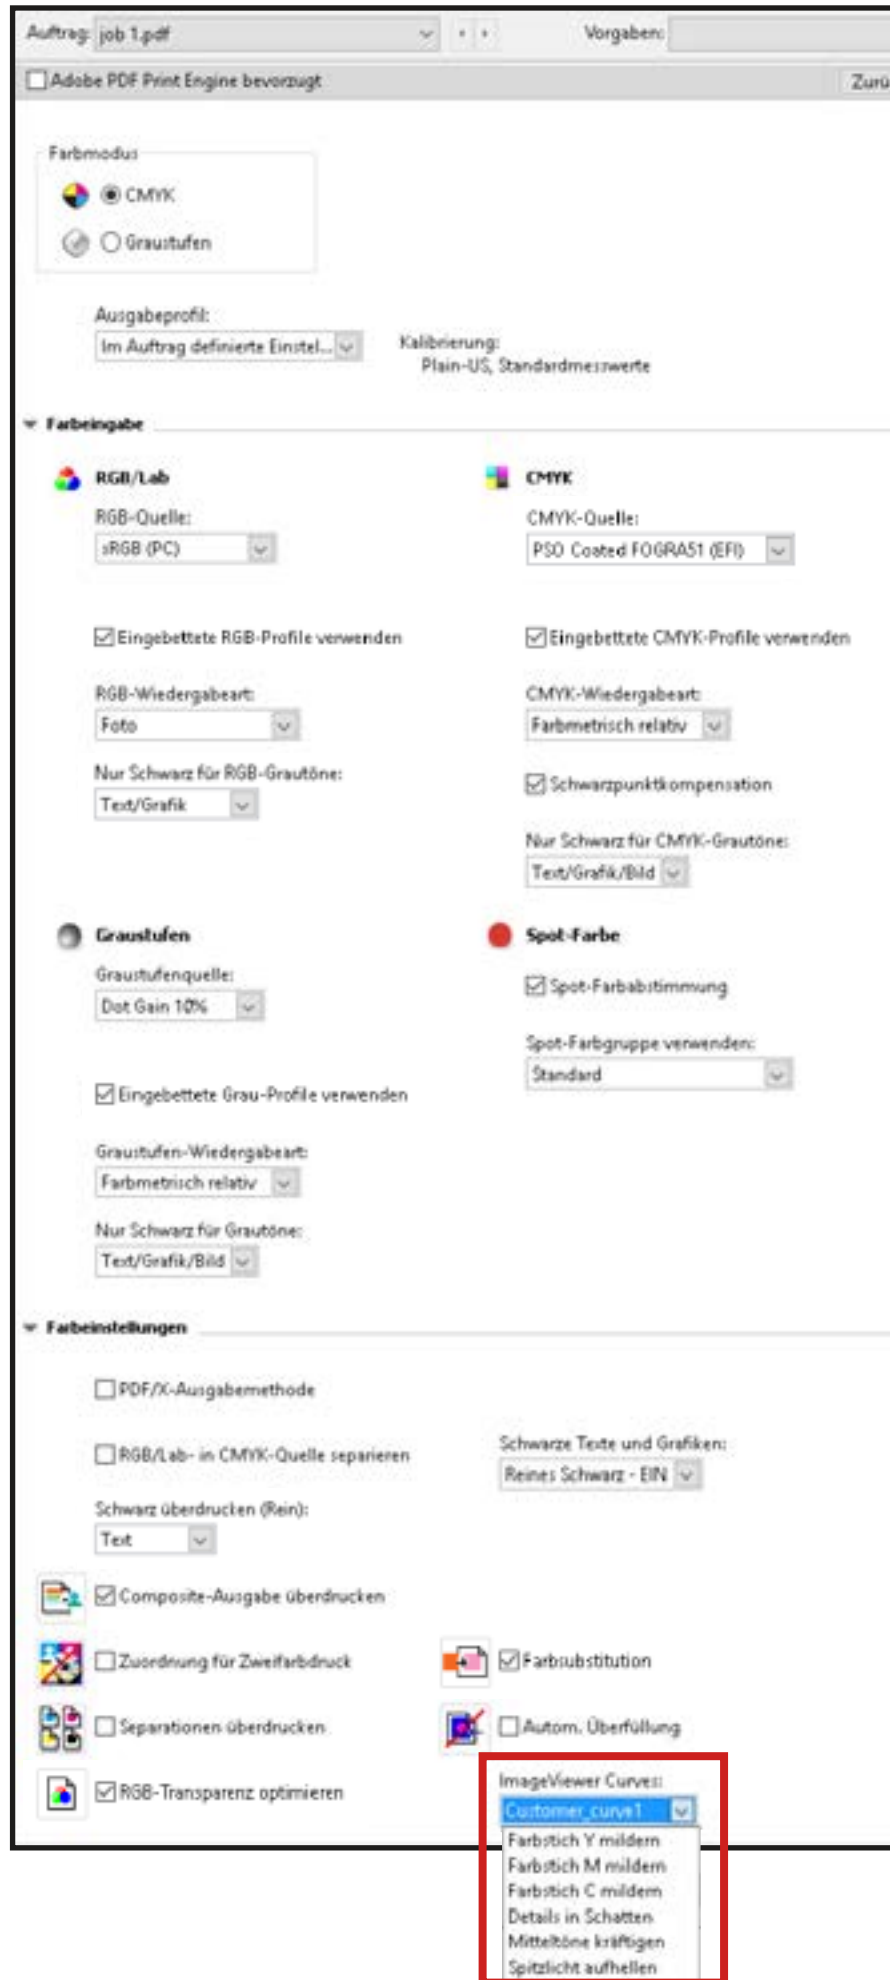 Auftrag: job 1.pdf Vorgaben:
Adobe PDF Print Engine bevorzugt Zurü
Farbmodus
CMYK
Graustufen
Ausgabeprofil:
Im Auftrag definierte Einstel...
Kalibrierung:
Plain-US, Standardmesswerte
Farbeingabe
RGB/Lab
RGB-Quelle:
sRGB (PC)
Eingebettete RGB-Profile verwenden
RGB-Wiedergabeart:
Foto
Nur Schwarz für RGB-Grautöne:
Text/Grafik
CMYK
CMYK-Quelle:
PSO Coated FOGRA51 (EFI)
Eingebettete CMYK-Profile verwenden
CMYK-Wiedergabeart:
Farbmetrisch relativ
Schwarzpunktkompensation
Nur Schwarz für CMYK-Grautöne:
Text/Grafik/Bild
Graustufen
Graustufenquelle:
Dot Gain 10%
Eingebettete Grau-Profile verwenden
Graustufen-Wiedergabeart:
Farbmetrisch relativ
Nur Schwarz für Grautöne:
Text/Grafik/Bild
Spot-Farbe
Spot-Farbabstimmung
Spot-Farbgruppe verwenden:
Standard
Farbeinstellungen
PDF/X-Ausgabemethode
RGB/Lab- in CMYK-Quelle separieren
Schwarze Texte und Grafiken:
Reines Schwarz - EIN
Schwarz überdrucken (Rein):
Text
Composite-Ausgabe überdrucken
Zuordnung für Zweifarbdruck
Farbsubstitution
Separationen überdrucken
Autom. Überfüllung
RGB-Transparenz optimieren
ImageViewer Curves:
Customer_curve1
Farbstich Y mildern
Farbstich M mildern
Farbstich C mildern
Details in Schatten
Mitteltöne kräftigen
Spitzlicht aufhellen